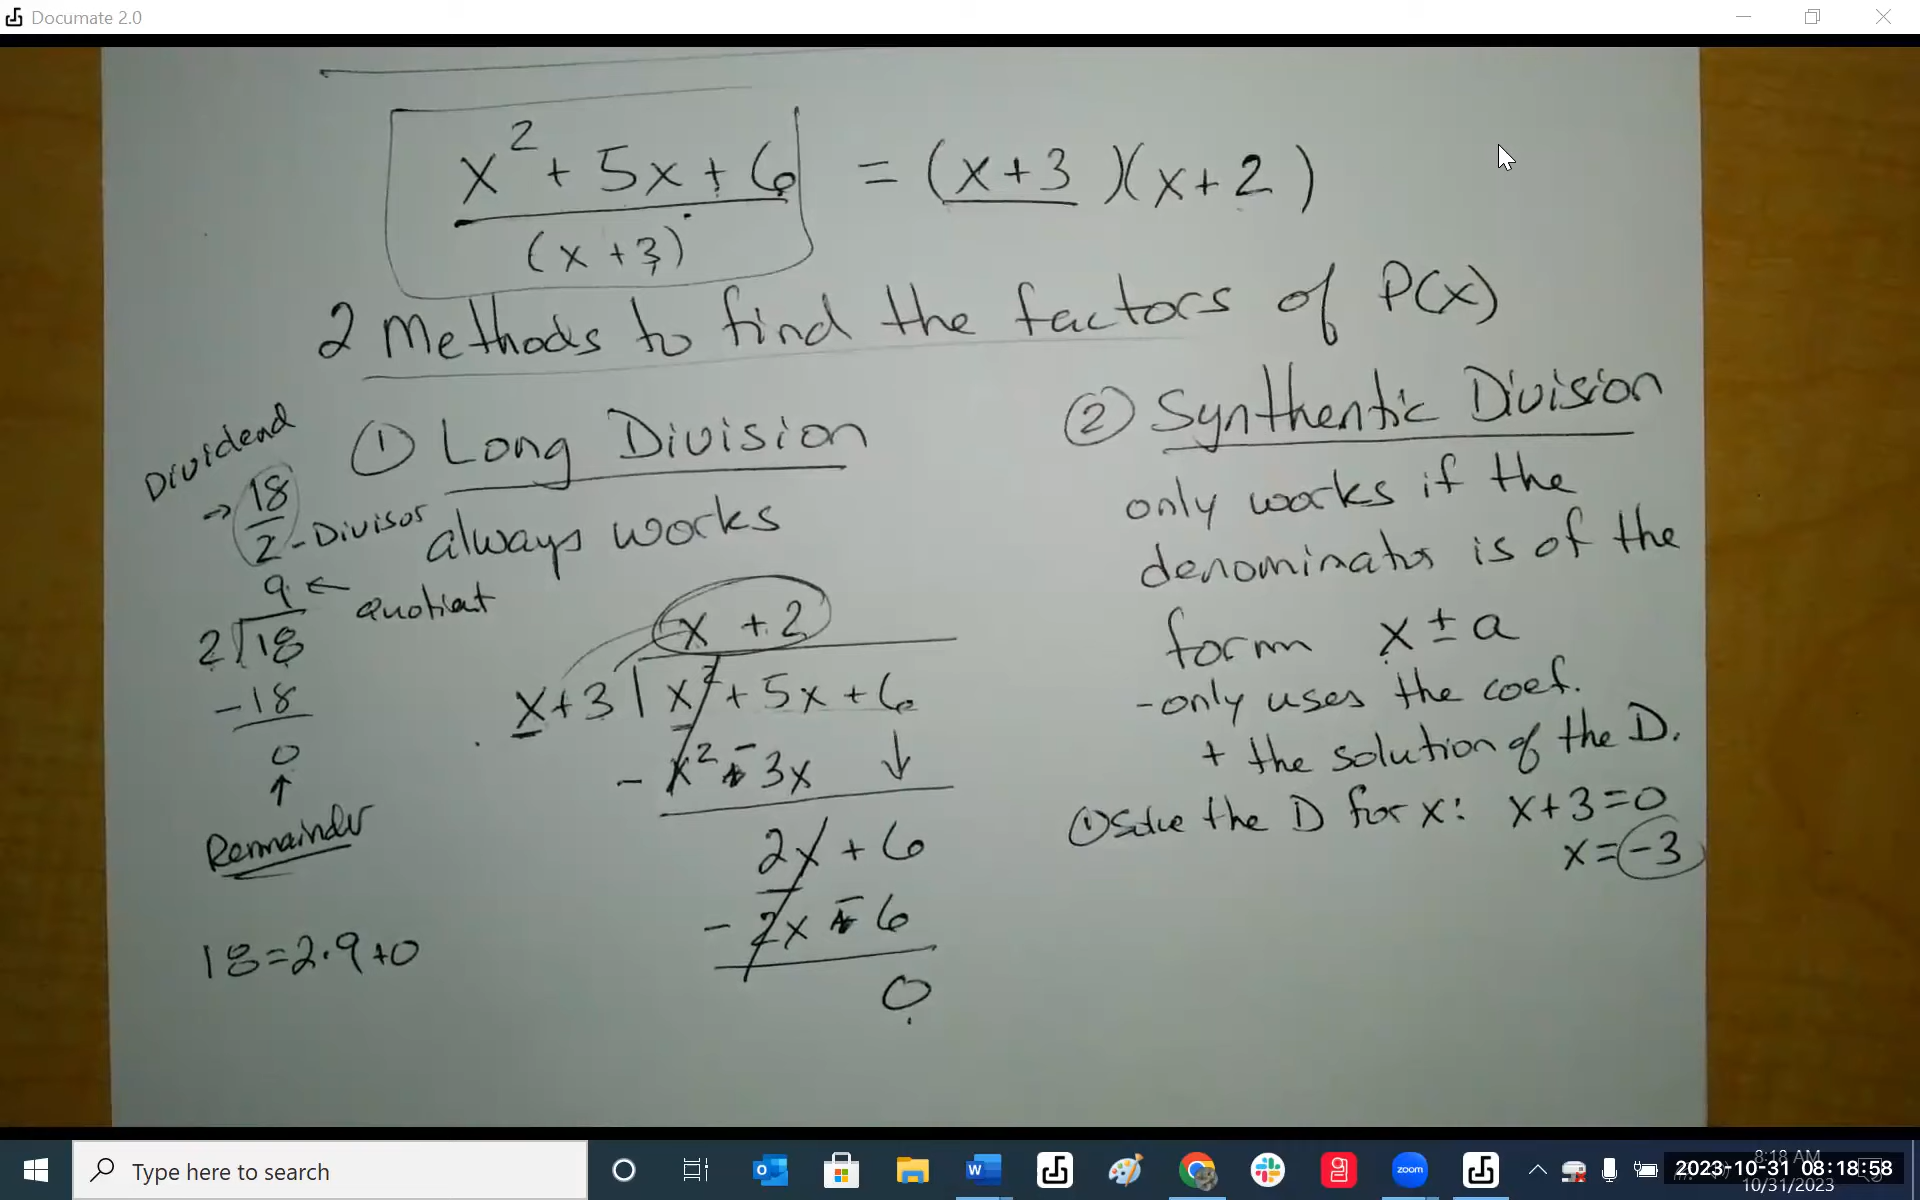 Documate 2.0
x² + 5x + 6 = (x + 3)(x + 2)
(x + 3)
2 Methods to find the factors of P(x)
Dividend
→ 18
2 - Divisor
9 ← quotient
2 18
- 18
0
↑
Remainder
18 = 2 · 9 + 0
① Long Division
always works
x + 2
x + 3 x² + 5x + 6
- x² + 3x ↓
2x + 6
- 2x + 6
0
② Synthentic Division
only works if the
denominator is of the
form x ± a
- only uses the coef.
+ the solution of the D.
① Solve the D for x: x + 3 = 0
x = -3
Type here to search
zoom
8:18 AM
2023-10-31 08:18:58
10/31/2023